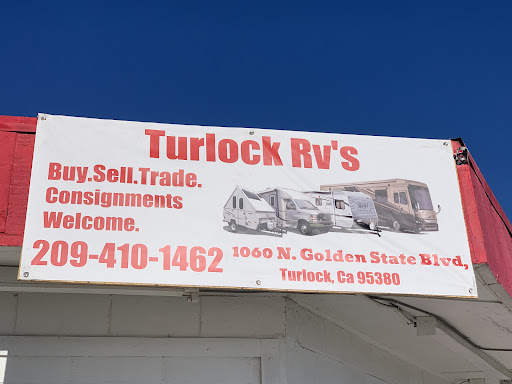 Turlock Rv's
Buy.Sell.Trade.
Consignments
Welcome.
209-410-1462
1060 N. Golden State Blvd,
Turlock, Ca 95380